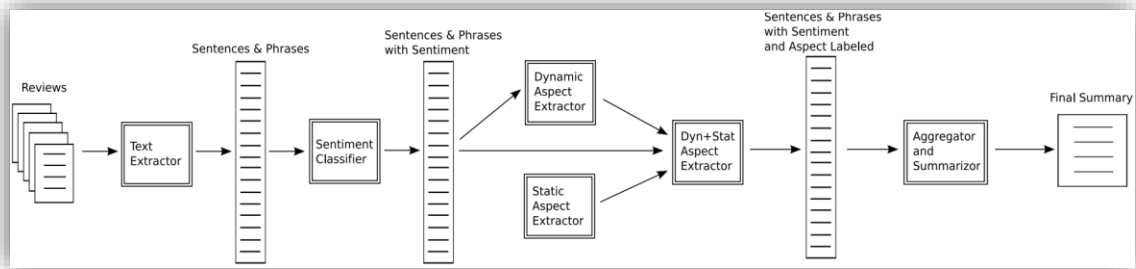 Reviews
Text
Extractor
Sentences & Phrases
Sentiment
Classifier
Sentences & Phrases
with Sentiment
Dynamic
Aspect
Extractor
Static
Aspect
Extractor
Dyn+Stat
Aspect
Extractor
Sentences & Phrases
with Sentiment
and Aspect Labeled
Aggregator
and
Summarizor
Final Summary